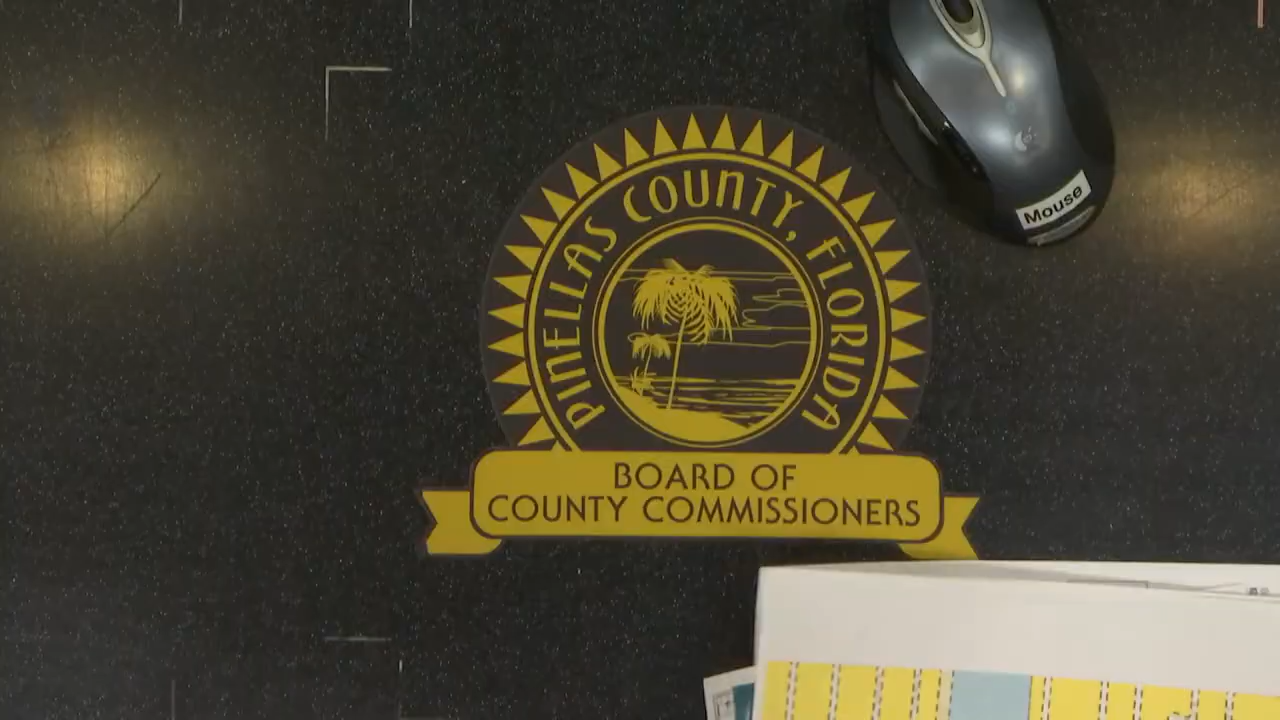 Mouse
PINELLAS COUNTY, FLORIDA
BOARD OF
COUNTY COMMISSIONERS